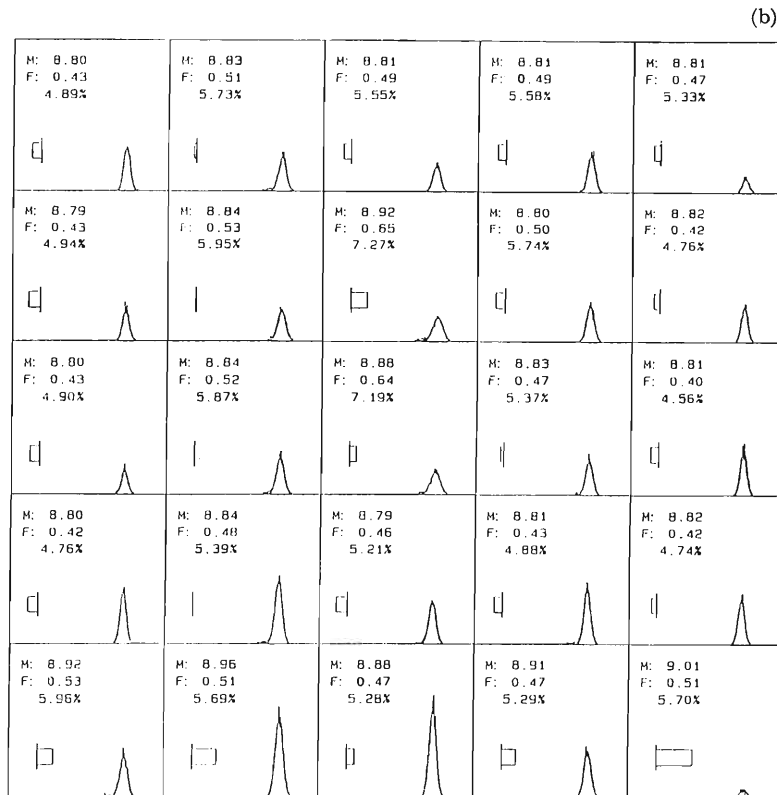 (b)
M: 8.80
F: 0.43
4.89%
M: 8.83
F: 0.51
5.73%
M: 8.81
F: 0.49
5.55%
M: 8.81
F: 0.49
5.58%
M: 8.81
F: 0.47
5.33%
M: 8.79
F: 0.43
4.94%
M: 8.84
F: 0.53
5.95%
M: 8.92
F: 0.65
7.27%
M: 8.80
F: 0.50
5.74%
M: 8.82
F: 0.42
4.76%
M: 8.80
F: 0.43
4.90%
M: 8.84
F: 0.52
5.87%
M: 8.88
F: 0.64
7.19%
M: 8.83
F: 0.47
5.37%
M: 8.81
F: 0.40
4.56%
M: 8.80
F: 0.42
4.76%
M: 8.84
F: 0.48
5.39%
M: 8.79
F: 0.46
5.21%
M: 8.81
F: 0.43
4.88%
M: 8.82
F: 0.42
4.74%
M: 8.92
F: 0.53
5.96%
M: 8.96
F: 0.51
5.69%
M: 8.88
F: 0.47
5.28%
M: 8.91
F: 0.47
5.29%
M: 9.01
F: 0.51
5.70%